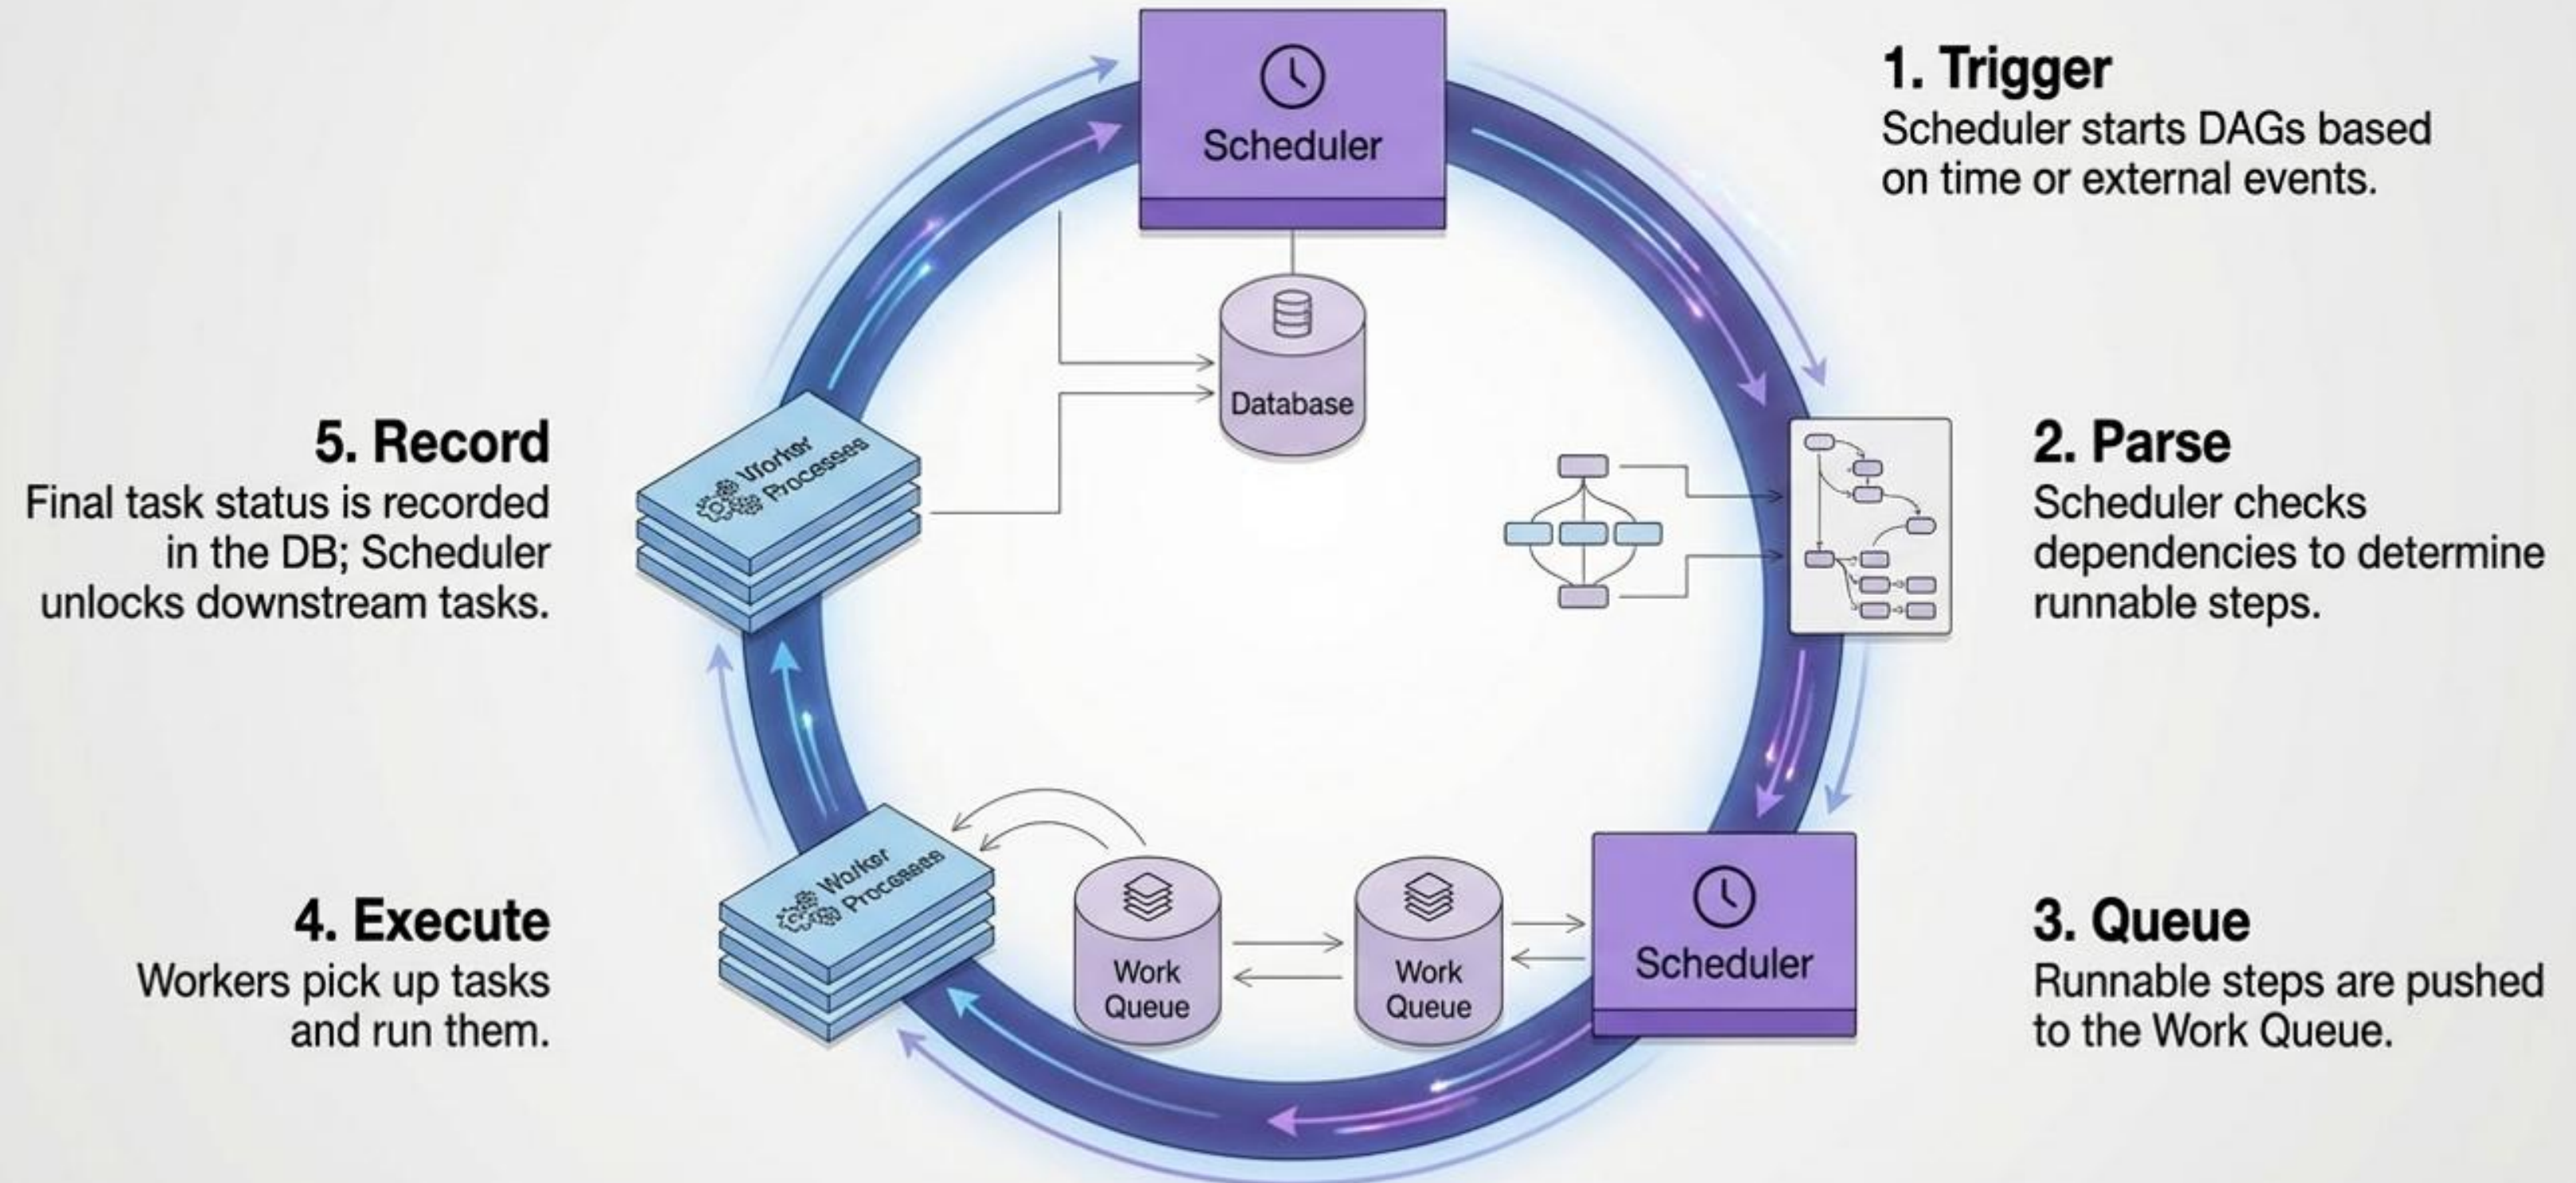 Scheduler
1. Trigger
Scheduler starts DAGs based
on time or external events.
Database
2. Parse
Scheduler checks
dependencies to determine
runnable steps.
Scheduler
3. Queue
Runnable steps are pushed
to the Work Queue.
Work
Queue
Work
Queue
Worker
Processes
4. Execute
Workers pick up tasks
and run them.
Worker
Processes
5. Record
Final task status is recorded
in the DB; Scheduler
unlocks downstream tasks.